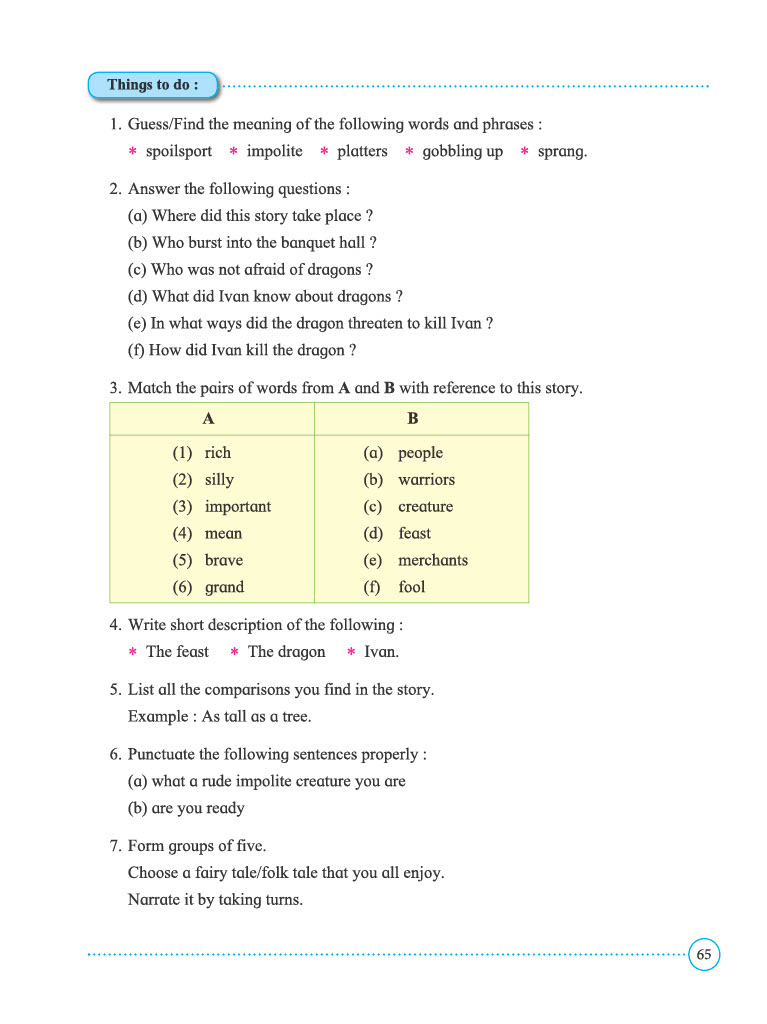 Things to do :
1. Guess/Find the meaning of the following words and phrases :
* spoilsport * impolite * platters * gobbling up * sprang.
2. Answer the following questions :
(a) Where did this story take place ?
(b) Who burst into the banquet hall ?
(c) Who was not afraid of dragons ?
(d) What did Ivan know about dragons ?
(e) In what ways did the dragon threaten to kill Ivan ?
(f) How did Ivan kill the dragon ?
3. Match the pairs of words from A and B with reference to this story.
A B
(1) rich (a) people
(2) silly (b) warriors
(3) important (c) creature
(4) mean (d) feast
(5) brave (e) merchants
(6) grand (f) fool
4. Write short description of the following :
* The feast * The dragon * Ivan.
5. List all the comparisons you find in the story.
Example : As tall as a tree.
6. Punctuate the following sentences properly :
(a) what a rude impolite creature you are
(b) are you ready
7. Form groups of five.
Choose a fairy tale/folk tale that you all enjoy.
Narrate it by taking turns.
65